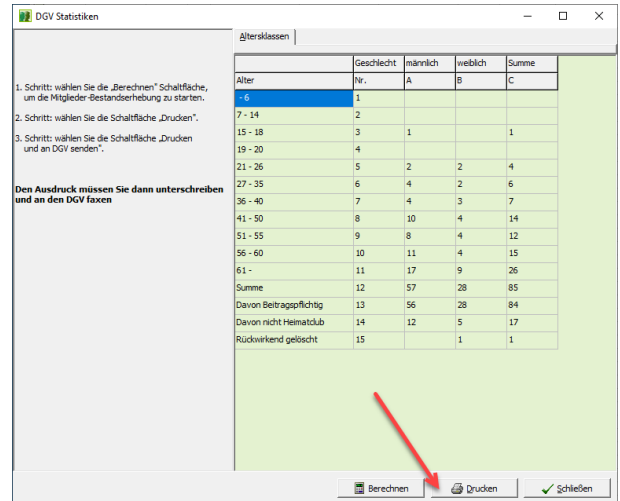 DGV Statistiken
Altersklassen
1. Schritt: wählen Sie die „Berechnen" Schaltfläche,
um die Mitglieder-Bestandserhebung zu starten.
2. Schritt: wählen Sie die Schaltfläche „Drucken".
3. Schritt: wählen Sie die Schaltfläche „Drucken
und an DGV senden".
Den Ausdruck müssen Sie dann unterschreiben
und an den DGV faxen
Geschlecht männlich weiblich Summe
Alter Nr. A B C
- 6 1
7 - 14 2
15 - 18 3 1 1
19 - 20 4
21 - 26 5 2 2 4
27 - 35 6 4 2 6
36 - 40 7 4 3 7
41 - 50 8 10 4 14
51 - 55 9 8 4 12
56 - 60 10 11 4 15
61 - 11 17 9 26
Summe 12 57 28 85
Davon Beitragspflichtig 13 56 28 84
Davon nicht Heimatclub 14 12 5 17
Rückwirkend gelöscht 15 1 1
Berechnen Drucken Schließen